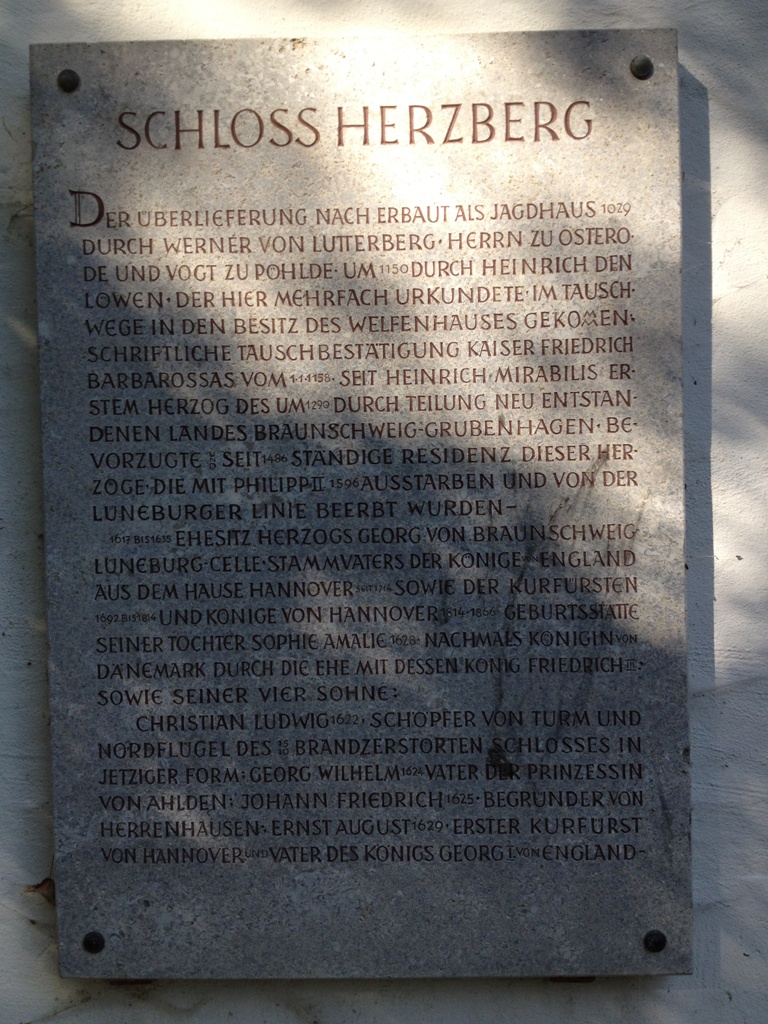 SCHLOSS HERZBERG
DER ÜBERLIEFERUNG NACH ERBAUT ALS JAGDHAUS 1029
DURCH WERNER VON LUTTERBERG · HERRN ZU OSTERO-
DE UND VOGT ZU PÖHLDE · UM 1150 DURCH HEINRICH DEN
LÖWEN · DER HIER MEHRFACH URKUNDETE · IM TAUSCH-
WEGE IN DEN BESITZ DES WELFENHAUSES GEKOMMEN ·
SCHRIFTLICHE TAUSCHBESTÄTIGUNG KAISER FRIEDRICH
BARBAROSSAS VOM 1·1·1158 · SEIT HEINRICH · MIRABILIS ER-
STEM HERZOG DES UM 1290 DURCH TEILUNG NEU ENTSTAN-
DENEN LANDES BRAUNSCHWEIG-GRUBENHAGEN · BE-
VORZUGTE SEIT 1486 STÄNDIGE RESIDENZ DIESER HER-
ZÖGE · DIE MIT PHILIPP II 1596 AUSSTARBEN UND VON DER
LÜNEBURGER LINIE BEERBT WURDEN –
1617 BIS 1635 EHESITZ HERZOGS GEORG VON BRAUNSCHWEIG
LÜNEBURG-CELLE · STAMMVATERS DER KÖNIGE VON ENGLAND
AUS DEM HAUSE HANNOVER SEIT 1714 SOWIE DER KURFÜRSTEN
1692 BIS 1814 UND KÖNIGE VON HANNOVER 1814-1866 · GEBURTSSTÄTTE
SEINER TOCHTER SOPHIE AMALIE 1628 · NACHMALS KÖNIGIN VON
DÄNEMARK DURCH DIE EHE MIT DESSEN KÖNIG FRIEDRICH III ·
SOWIE SEINER VIER SÖHNE :
CHRISTIAN LUDWIG 1622 · SCHÖPFER VON TURM UND
NORDFLÜGEL DES 1510 BRANDZERSTÖRTEN SCHLOSSES IN
JETZIGER FORM · GEORG WILHELM 1624 VATER DER PRINZESSIN
VON AHLDEN · JOHANN FRIEDRICH 1625 · BEGRÜNDER VON
HERRENHAUSEN · ERNST AUGUST 1629 · ERSTER KURFÜRST
VON HANNOVER UND VATER DES KÖNIGS GEORG I. VON ENGLAND –